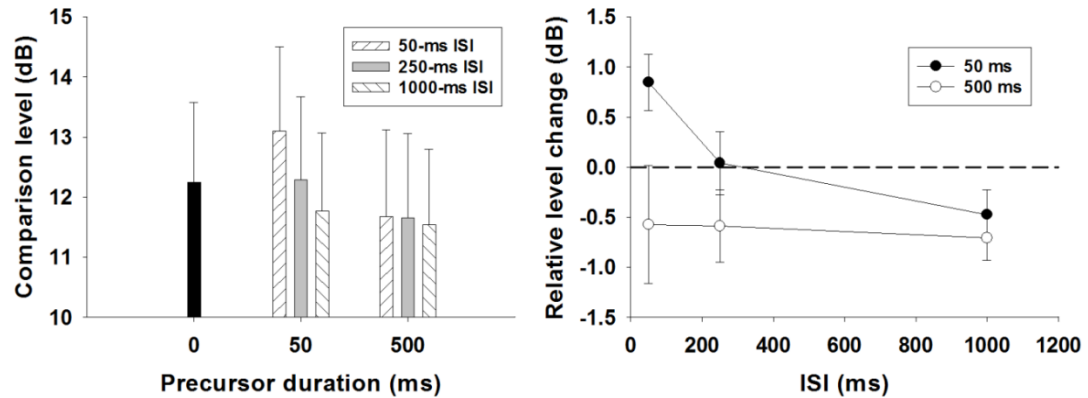 15
14
13
12
11
10
Comparison level (dB)
50-ms ISI
250-ms ISI
1000-ms ISI
0
50
500
Precursor duration (ms)
1.5
1.0
0.5
0.0
-0.5
-1.0
-1.5
Relative level change (dB)
50 ms
500 ms
0
200
400
600
800
1000
1200
ISI (ms)